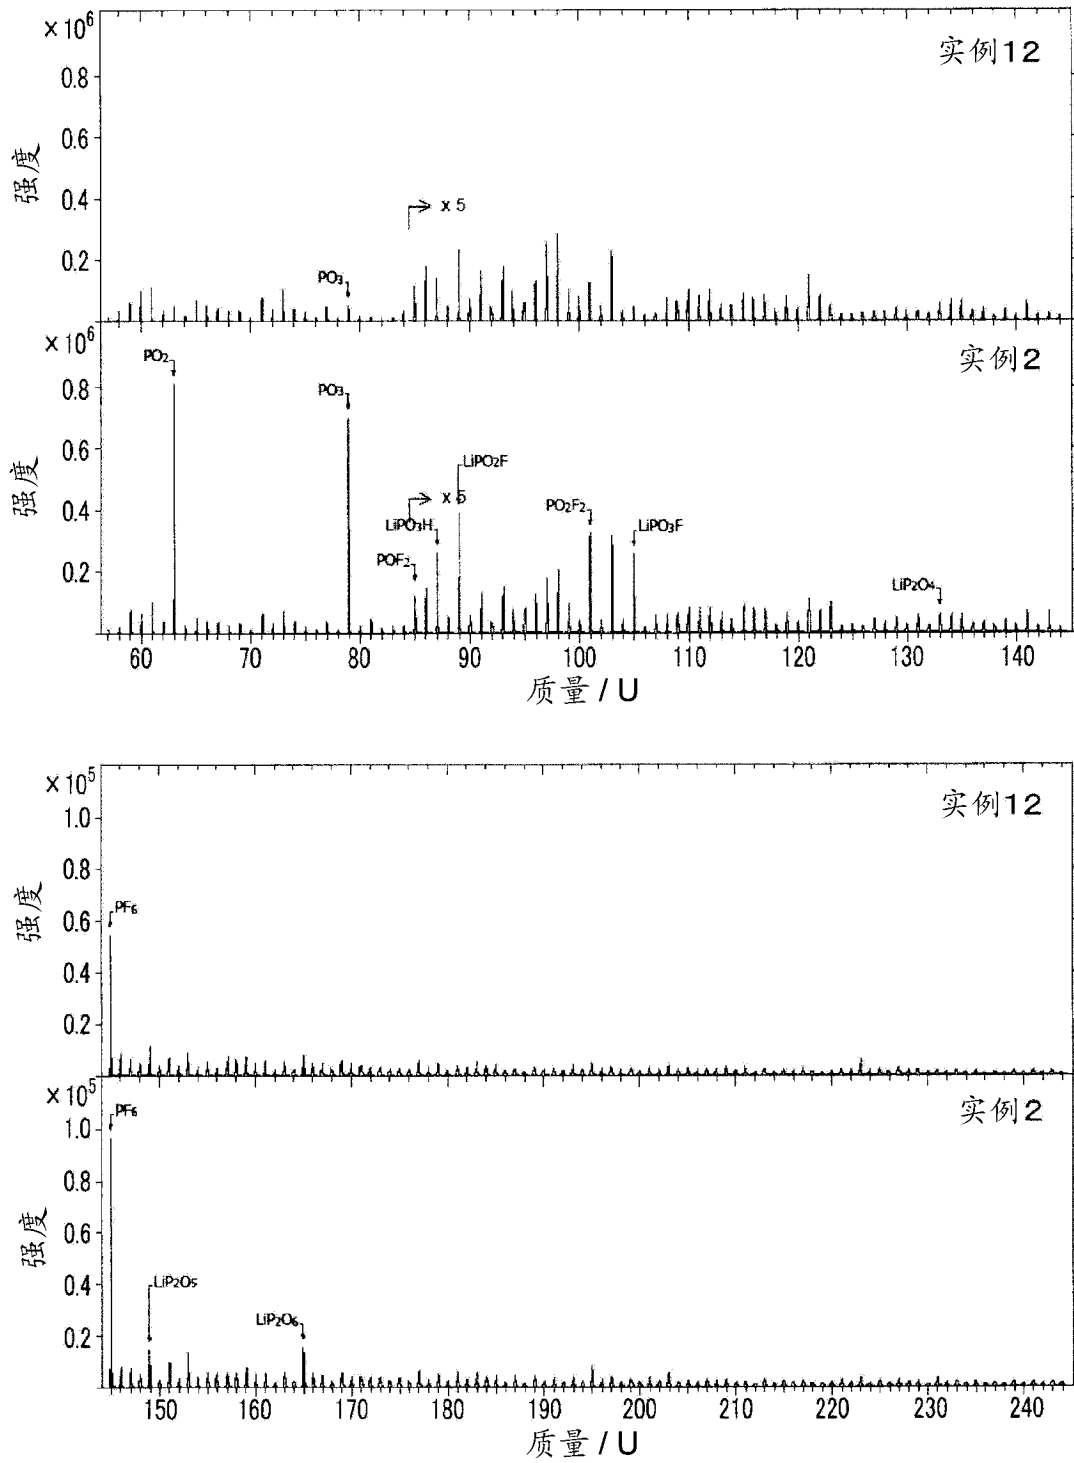 ×10⁶
实例12
0.8
0.6
强度
0.4
x 5
0.2
PO₃
×10⁶
实例2
PO₂
0.8
PO₃
0.6
LiPO₂F
强度
x 5
0.4
PO₂F₂
LiPO₃H
LiPO₃F
POF₂
0.2
LiP₂O₄
60 70 80 90 100 110 120 130 140
质量 / U
×10⁵
实例12
1.0
0.8
PF₆
强度
0.6
0.4
0.2
×10⁵
实例2
PF₆
1.0
0.8
强度
0.6
LiP₂O₅
0.4
LiP₂O₆
0.2
150 160 170 180 190 200 210 220 230 240
质量 / U